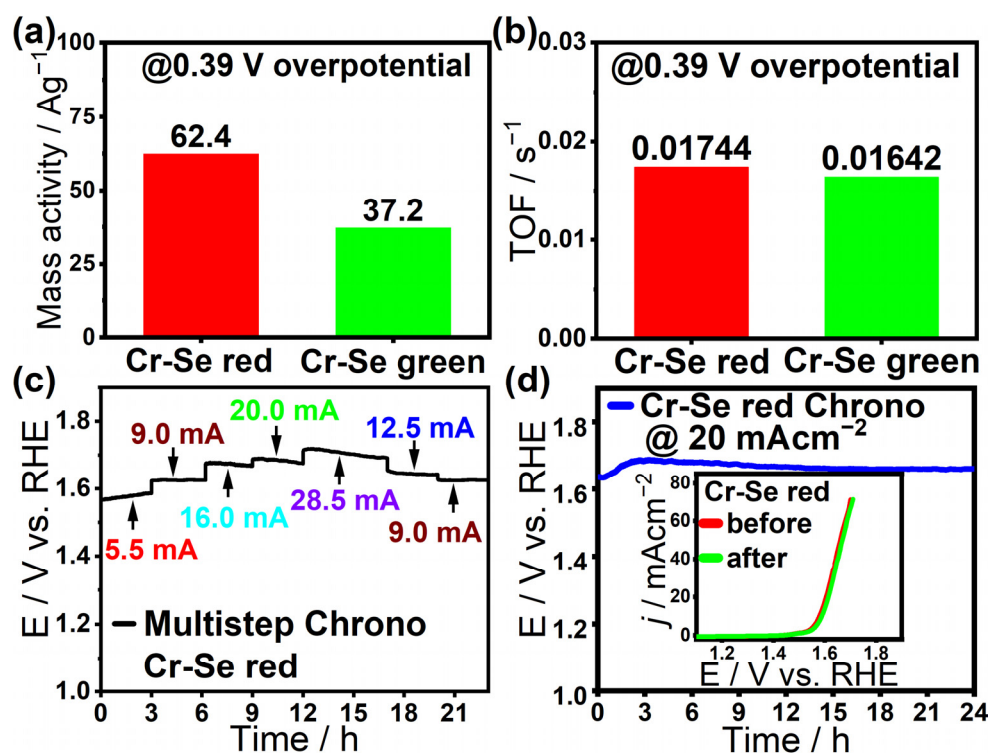 (a)
100
75
50
25
0
Mass activity / Ag⁻¹
@0.39 V overpotential
62.4
37.2
Cr-Se red
Cr-Se green
(b)
0.03
0.02
0.01
0.00
TOF / s⁻¹
@0.39 V overpotential
0.01744
0.01642
Cr-Se red
Cr-Se green
(c)
1.8
1.6
1.4
1.2
1.0
E / V vs. RHE
5.5 mA
9.0 mA
16.0 mA
20.0 mA
28.5 mA
12.5 mA
9.0 mA
Multistep Chrono
Cr-Se red
0 3 6 9 12 15 18 21
Time / h
(d)
1.8
1.6
1.4
1.2
1.0
E / V vs. RHE
Cr-Se red Chrono
@ 20 mAcm⁻²
80
60
40
20
0
j / mAcm⁻²
Cr-Se red
before
after
1.2 1.4 1.6 1.8
E / V vs. RHE
0 3 6 9 12 15 18 21 24
Time / h